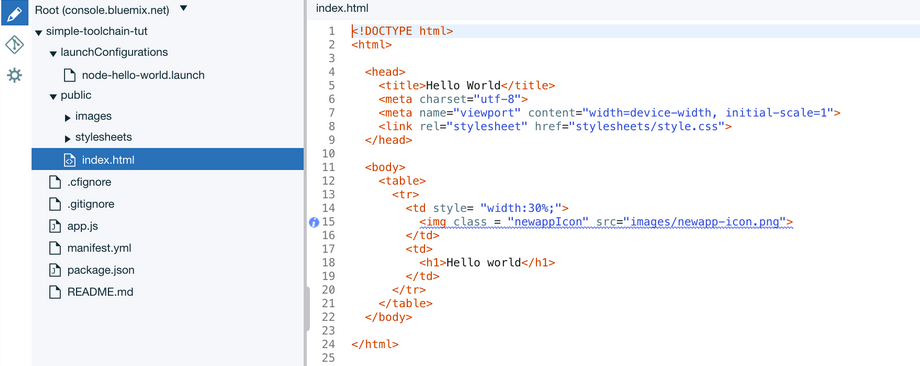 Root (console.bluemix.net)
simple-toolchain-tut
launchConfigurations
node-hello-world.launch
public
images
stylesheets
index.html
.cfignore
.gitignore
app.js
manifest.yml
package.json
README.md
index.html
1 <!DOCTYPE html>
2 <html>
3
4 <head>
5 <title>Hello World</title>
6 <meta charset="utf-8">
7 <meta name="viewport" content="width=device-width, initial-scale=1">
8 <link rel="stylesheet" href="stylesheets/style.css">
9 </head>
10
11 <body>
12 <table>
13 <tr>
14 <td style= "width:30%;">
15 <img class = "newappIcon" src="images/newapp-icon.png">
16 </td>
17 <td>
18 <h1>Hello world</h1>
19 </td>
20 </tr>
21 </table>
22 </body>
23
24 </html>
25